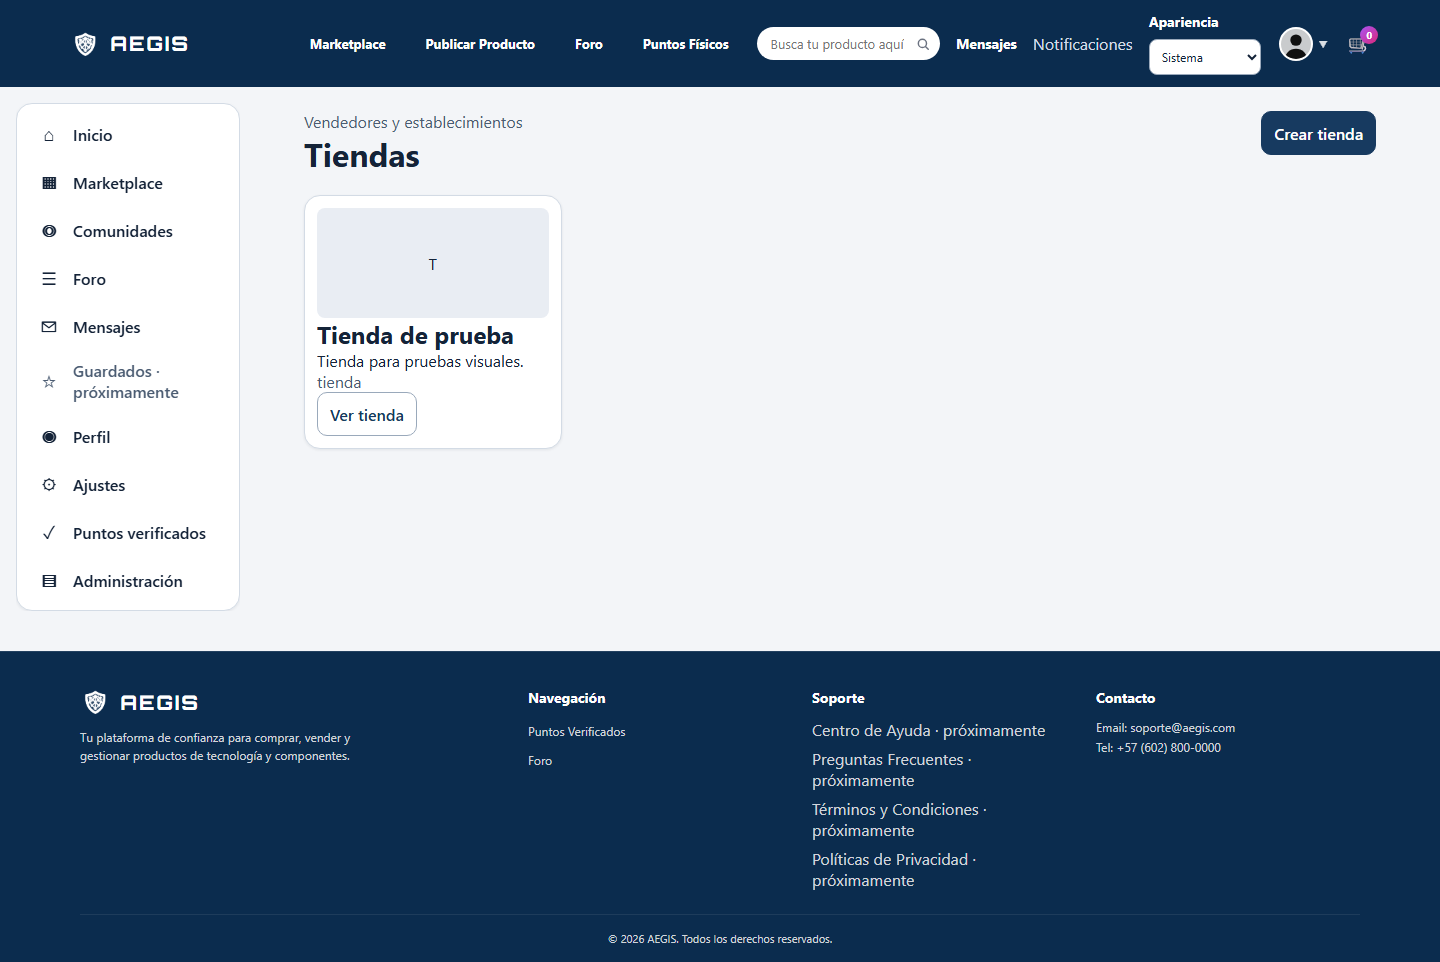 AEGIS
Marketplace
Publicar Producto
Foro
Puntos Físicos
Busca tu producto aquí
Mensajes
Notificaciones
Apariencia
Sistema
0
Inicio
Marketplace
Comunidades
Foro
Mensajes
Guardados ·
próximamente
Perfil
Ajustes
Puntos verificados
Administración
Vendedores y establecimientos
Tiendas
Crear tienda
T
Tienda de prueba
Tienda para pruebas visuales.
tienda
Ver tienda
AEGIS
Tu plataforma de confianza para comprar, vender y
gestionar productos de tecnología y componentes.
Navegación
Puntos Verificados
Foro
Soporte
Centro de Ayuda · próximamente
Preguntas Frecuentes ·
próximamente
Términos y Condiciones ·
próximamente
Políticas de Privacidad ·
próximamente
Contacto
Email: soporte@aegis.com
Tel: +57 (602) 800-0000
© 2026 AEGIS. Todos los derechos reservados.